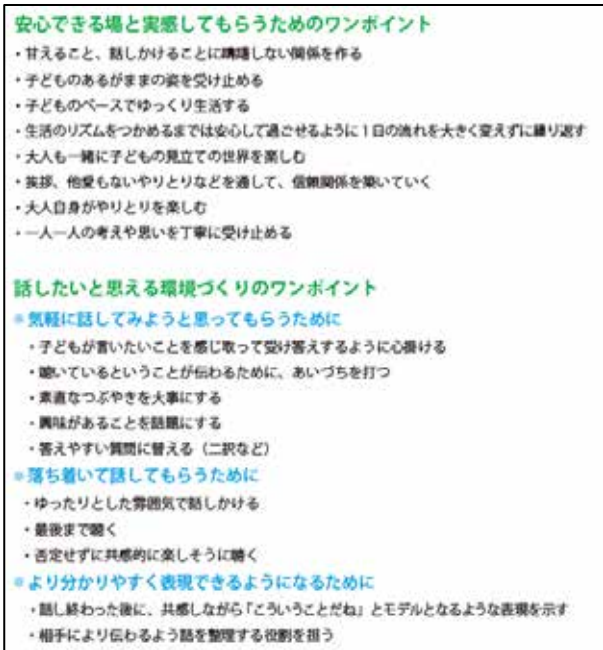 安心できる場と実感してもらうためのワンポイント
・甘えること、話しかけることに躊躇しない関係を作る
・子どものあるがままの姿を受け止める
・子どものペースでゆっくり生活する
・生活のリズムをつかめるまでは安心して過ごせるように1日の流れを大きく変えずに繰り返す
・大人も一緒に子どもの見立ての世界を楽しむ
・挨拶、他愛もないやりとりなどを通して、信頼関係を築いていく
・大人自身がやりとりを楽しむ
・一人一人の考えや思いを丁寧に受け止める
話したいと思える環境づくりのワンポイント
●気軽に話してみようと思ってもらうために
・子どもが言いたいことを感じ取って受け答えするように心掛ける
・聴いているということが伝わるために、あいづちを打つ
・素直なつぶやきを大事にする
・興味があることを話題にする
・答えやすい質問に替える（二択など）
●落ち着いて話してもらうために
・ゆったりとした雰囲気で話しかける
・最後まで聴く
・否定せずに共感的に楽しそうに聴く
●より分かりやすく表現できるようになるために
・話し終わった後に、共感しながら「こういうことだね」とモデルとなるような表現を示す
・相手により伝わるよう話を整理する役割を担う